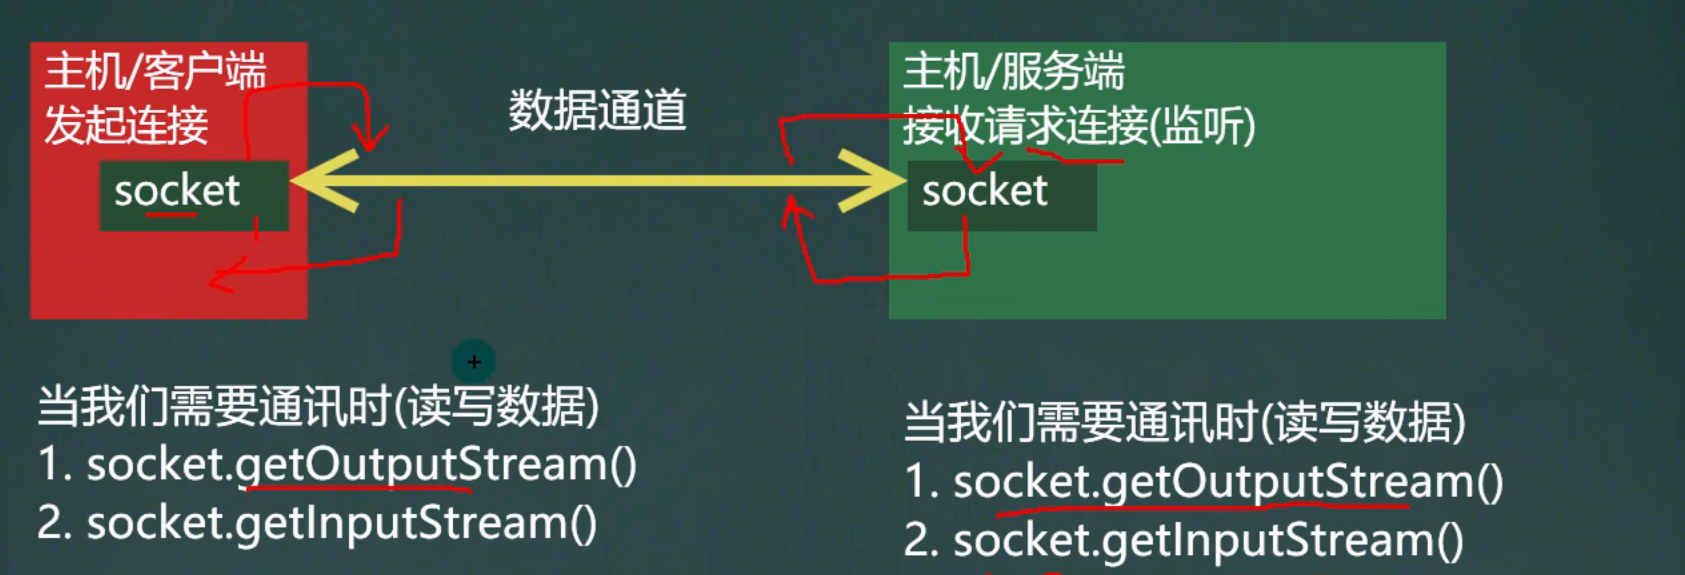 主机/客户端
发起连接
socket
数据通道
主机/服务端
接收请求连接(监听)
socket
当我们需要通讯时(读写数据)
1. socket.getOutputStream()
2. socket.getInputStream()
当我们需要通讯时(读写数据)
1. socket.getOutputStream()
2. socket.getInputStream()